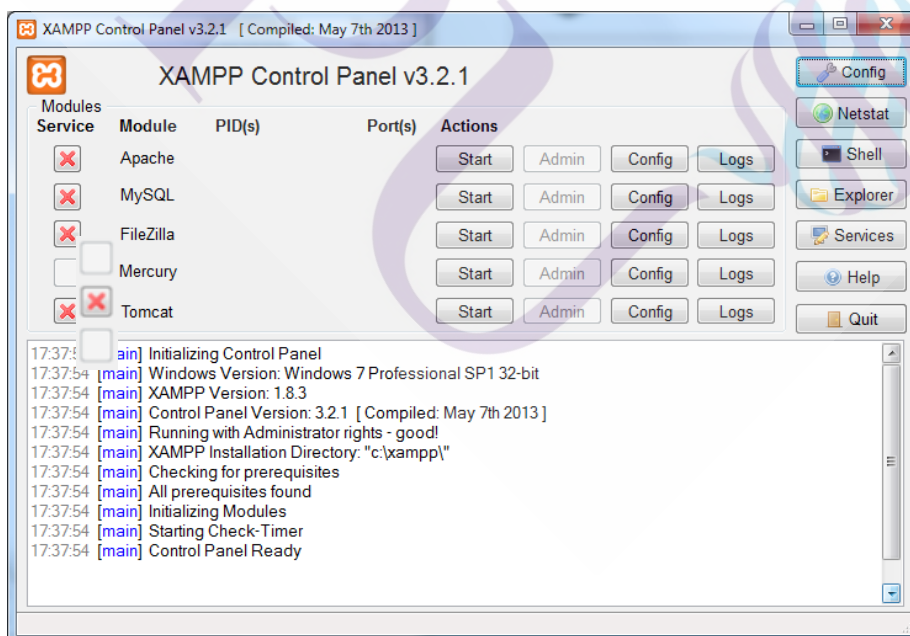 XAMPP Control Panel v3.2.1 [ Compiled: May 7th 2013 ]
XAMPP Control Panel v3.2.1
Config
Modules
Service Module PID(s) Port(s) Actions
Netstat
Apache Start Admin Config Logs
Shell
MySQL Start Admin Config Logs
Explorer
FileZilla Start Admin Config Logs
Services
Mercury Start Admin Config Logs
Help
Tomcat Start Admin Config Logs
Quit
17:37: ain] Initializing Control Panel
17:37:54 [main] Windows Version: Windows 7 Professional SP1 32-bit
17:37:54 [main] XAMPP Version: 1.8.3
17:37:54 [main] Control Panel Version: 3.2.1 [ Compiled: May 7th 2013 ]
17:37:54 [main] Running with Administrator rights - good!
17:37:54 [main] XAMPP Installation Directory: "c:\xampp\"
17:37:54 [main] Checking for prerequisites
17:37:54 [main] All prerequisites found
17:37:54 [main] Initializing Modules
17:37:54 [main] Starting Check-Timer
17:37:54 [main] Control Panel Ready